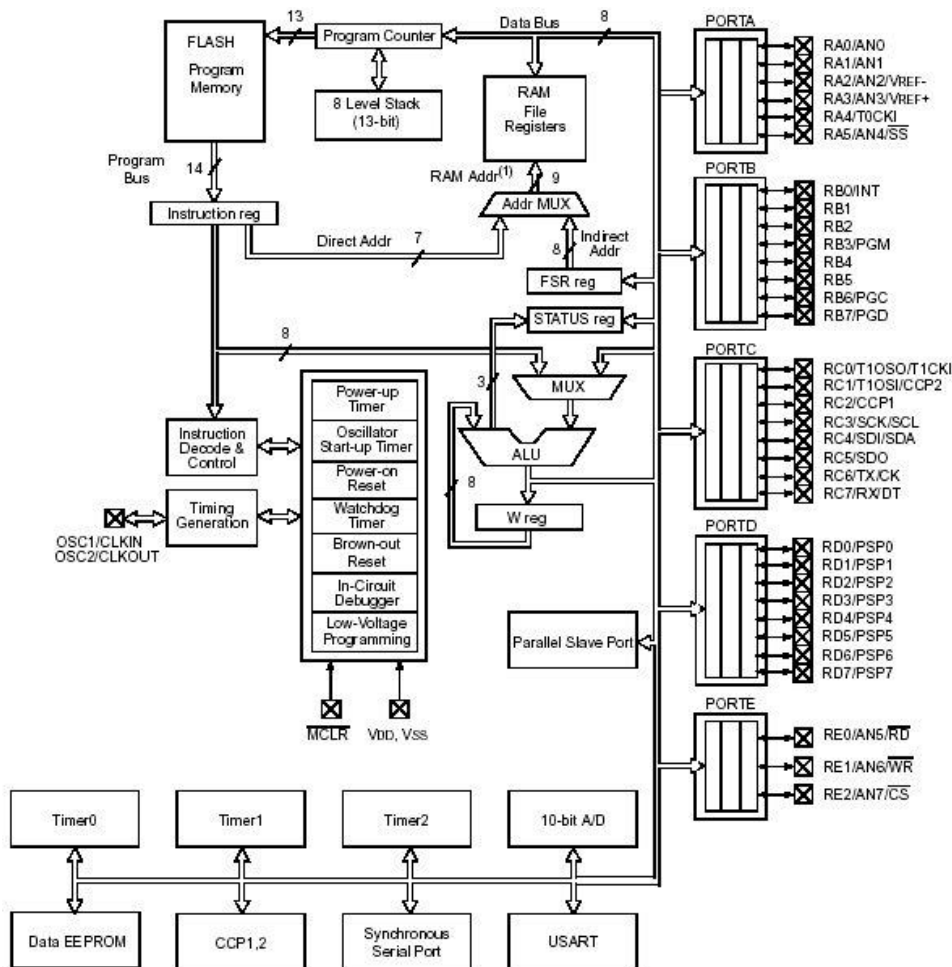 13
Data Bus
8
PORTA
FLASH
Program
Memory
Program Counter
8 Level Stack
(13-bit)
RAM
File
Registers
RA0/AN0
RA1/AN1
RA2/AN2/VREF-
RA3/AN3/VREF+
RA4/T0CKI
RA5/AN4/SS
Program
Bus
14
RAM Addr(1)
9
PORTB
Instruction reg
Addr MUX
Direct Addr
7
8
Indirect
Addr
FSR reg
RB0/INT
RB1
RB2
RB3/PGM
RB4
RB5
RB6/PGC
RB7/PGD
STATUS reg
8
3
MUX
PORTC
Power-up
Timer
Oscillator
Start-up Timer
Power-on
Reset
Watchdog
Timer
Brown-out
Reset
In-Circuit
Debugger
Low-Voltage
Programming
Instruction
Decode &
Control
Timing
Generation
OSC1/CLKIN
OSC2/CLKOUT
ALU
8
W reg
RC0/T1OSO/T1CKI
RC1/T1OSI/CCP2
RC2/CCP1
RC3/SCK/SCL
RC4/SDI/SDA
RC5/SDO
RC6/TX/CK
RC7/RX/DT
PORTD
Parallel Slave Port
RD0/PSP0
RD1/PSP1
RD2/PSP2
RD3/PSP3
RD4/PSP4
RD5/PSP5
RD6/PSP6
RD7/PSP7
MCLR
VDD, VSS
PORTE
RE0/AN5/RD
RE1/AN6/WR
RE2/AN7/CS
Timer0
Timer1
Timer2
10-bit A/D
Data EEPROM
CCP1,2
Synchronous
Serial Port
USART